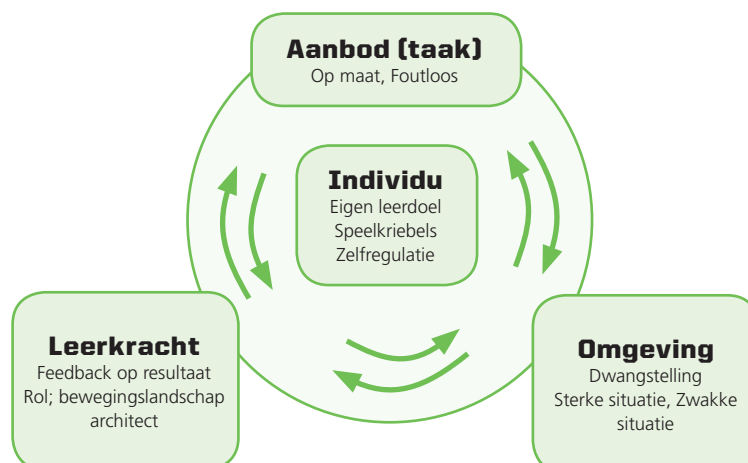 Aanbod (taak)
Op maat, Foutloos
Individu
Eigen leerdoel
Speelkriebels
Zelfregulatie
Leerkracht
Feedback op resultaat
Rol; bewegingslandschap
architect
Omgeving
Dwangstelling
Sterke situatie, Zwakke
situatie